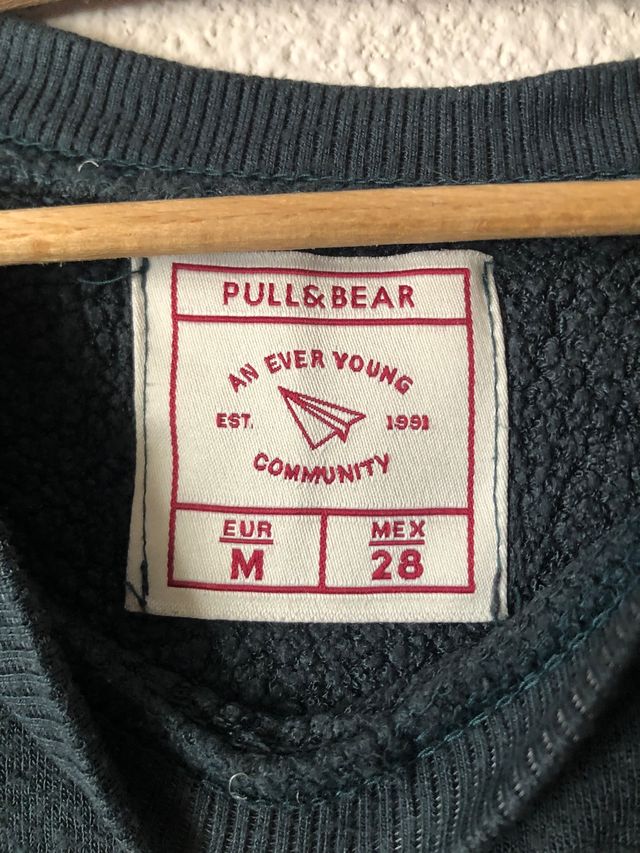 PULL&BEAR
AN EVER YOUNG
EST. 1991
COMMUNITY
EUR MEX
M 28